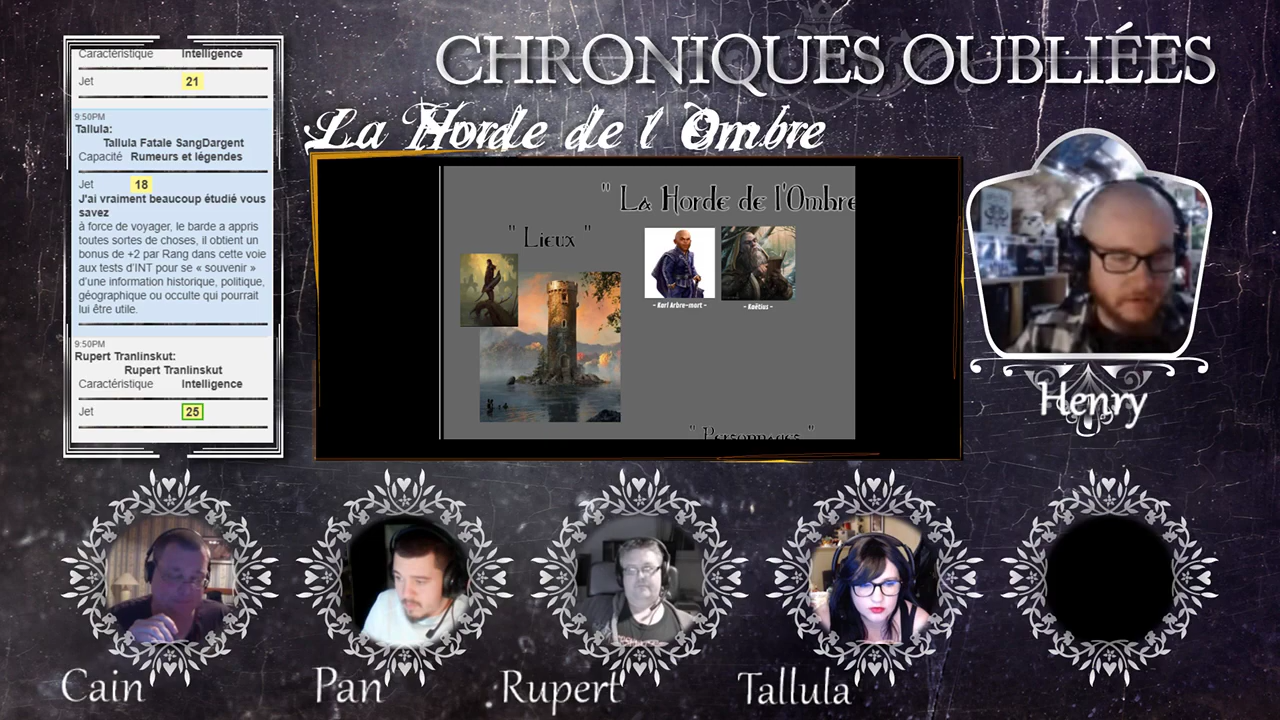 CHRONIQUES OUBLIÉES
La Horde de l'Ombre
Caractéristique Intelligence
Jet 21
9:50PM
Tallula:
Tallula Fatale SangDargent
Capacité Rumeurs et légendes
Jet 18
J'ai vraiment beaucoup étudié vous
savez
à force de voyager, le barde a appris
toutes sortes de choses, il obtient un
bonus de +2 par Rang dans cette voie
aux tests d'INT pour se « souvenir »
d'une information historique, politique,
géographique ou occulte qui pourrait
lui être utile.
9:50PM
Rupert Tranlinskut:
Rupert Tranlinskut
Caractéristique Intelligence
Jet 25
" La Horde de l'Ombre
" Lieux "
- Karl Arbre-mort -
- Kaëtius -
" Personnages "
Henry
Cain
Pan
Rupert
Tallula